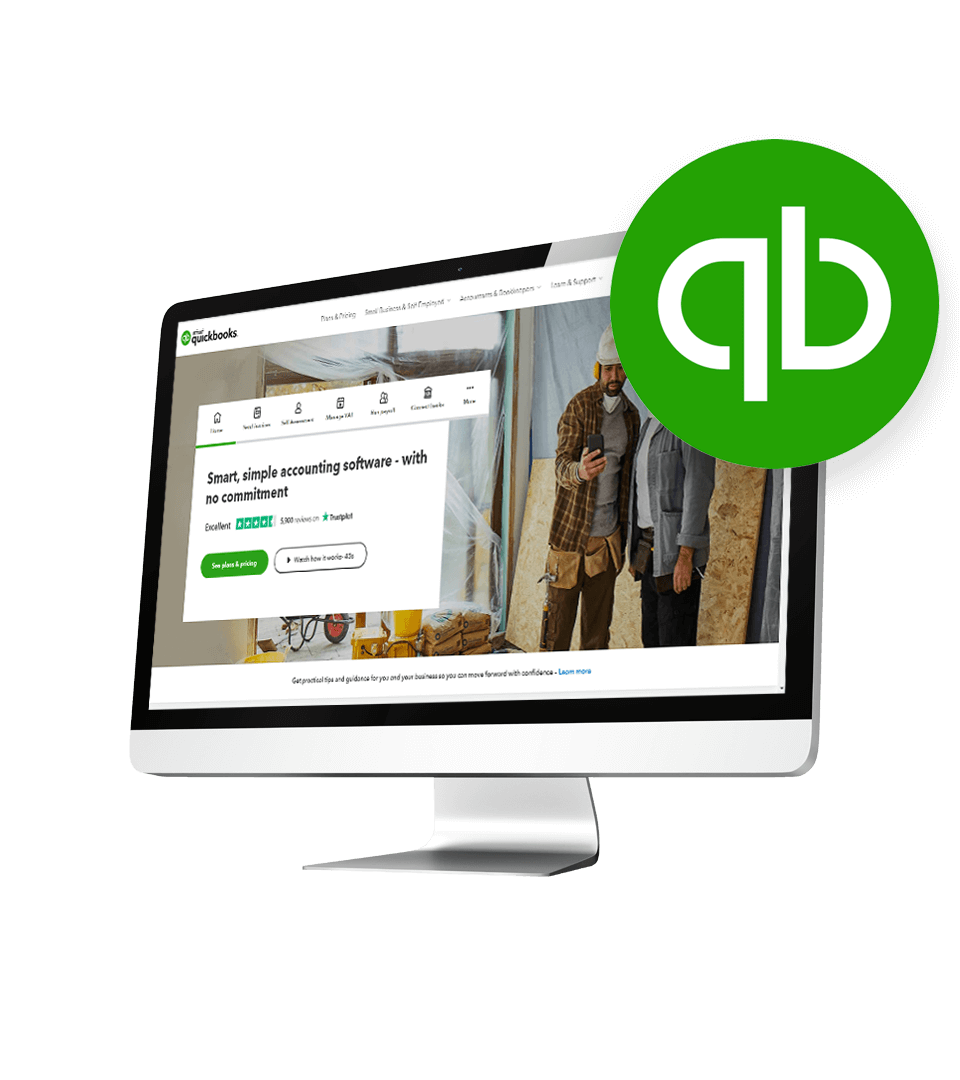 qb
intuit
quickbooks.
Plans & Pricing
Small Business & Self Employed
Accountants & Bookkeepers
Learn & Support
Home
Send invoices
Self Assessment
Manage VAT
Run payroll
Connect banks
More
Smart, simple accounting software - with
no commitment
Excellent
5,900 reviews on
Trustpilot
See plans & pricing
Watch how it works- 45s
Get practical tips and guidance for you and your business so you can move forward with confidence - Learn more